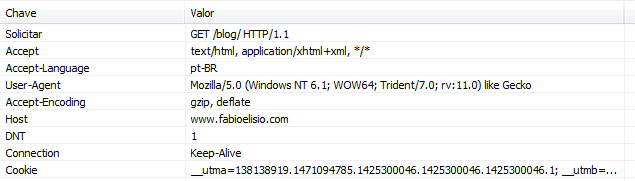 Chave Valor
Solicitar GET /blog/ HTTP/1.1
Accept text/html, application/xhtml+xml, */*
Accept-Language pt-BR
User-Agent Mozilla/5.0 (Windows NT 6.1; WOW64; Trident/7.0; rv:11.0) like Gecko
Accept-Encoding gzip, deflate
Host www.fabioelisio.com
DNT 1
Connection Keep-Alive
Cookie __utma=138138919.1471094785.1425300046.1425300046.1425300046.1; __utmb=...